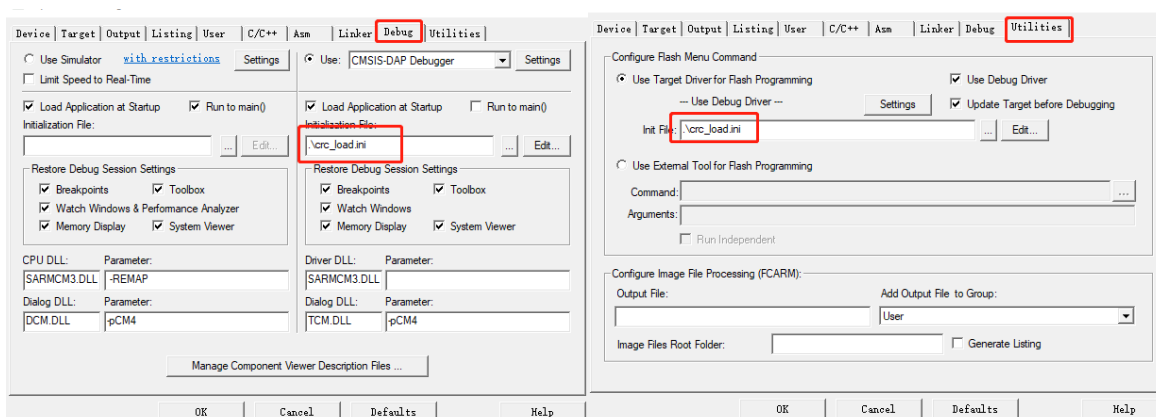 Device Target Output Listing User C/C++ Asm Linker Debug Utilities
Use Simulator with restrictions Settings
Limit Speed to Real-Time
Use: CMSIS-DAP Debugger Settings
Load Application at Startup Run to main()
Initialization File:
... Edit...
Load Application at Startup Run to main()
Initialization File:
.\crc_load.ini ... Edit...
Restore Debug Session Settings
Breakpoints Toolbox
Watch Windows & Performance Analyzer
Memory Display System Viewer
Restore Debug Session Settings
Breakpoints Toolbox
Watch Windows
Memory Display System Viewer
CPU DLL: Parameter:
SARMCM3.DLL -REMAP
Dialog DLL: Parameter:
DCM.DLL -pCM4
Driver DLL: Parameter:
SARMCM3.DLL
Dialog DLL: Parameter:
TCM.DLL -pCM4
Manage Component Viewer Description Files ...
OK Cancel Defaults Help
Device Target Output Listing User C/C++ Asm Linker Debug Utilities
Configure Flash Menu Command
Use Target Driver for Flash Programming Use Debug Driver
--- Use Debug Driver --- Settings Update Target before Debugging
Init File: .\crc_load.ini ... Edit...
Use External Tool for Flash Programming
Command: ...
Arguments:
Run Independent
Configure Image File Processing (FCARM):
Output File: Add Output File to Group:
User
Image Files Root Folder: Generate Listing
OK Cancel Defaults Help